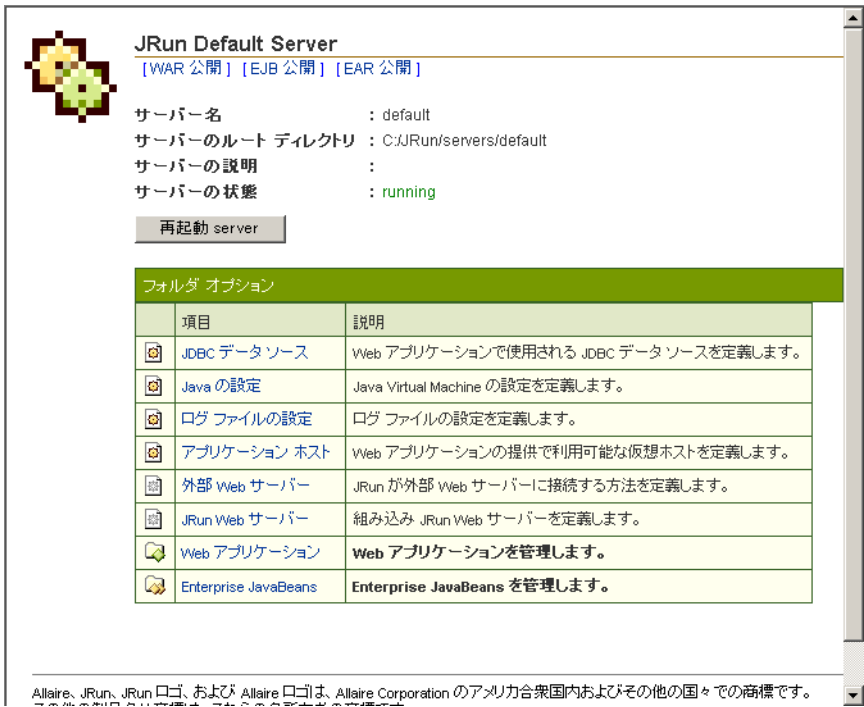 JRun Default Server
[WAR 公開] [EJB 公開] [EAR 公開]
サーバー名 : default
サーバーのルート ディレクトリ : C:/JRun/servers/default
サーバーの説明 :
サーバーの状態 : running
再起動 server
フォルダ オプション
項目 説明
JDBC データ ソース Web アプリケーションで使用される JDBC データ ソースを定義します。
Java の設定 Java Virtual Machine の設定を定義します。
ログ ファイルの設定 ログ ファイルの設定を定義します。
アプリケーション ホスト Web アプリケーションの提供で利用可能な仮想ホストを定義します。
外部 Web サーバー JRun が外部 Web サーバーに接続する方法を定義します。
JRun Web サーバー 組み込み JRun Web サーバーを定義します。
Web アプリケーション Web アプリケーションを管理します。
Enterprise JavaBeans Enterprise JavaBeans を管理します。
Allaire、JRun、JRun ロゴ、および Allaire ロゴは、Allaire Corporation のアメリカ合衆国内およびその他の国々での商標です。